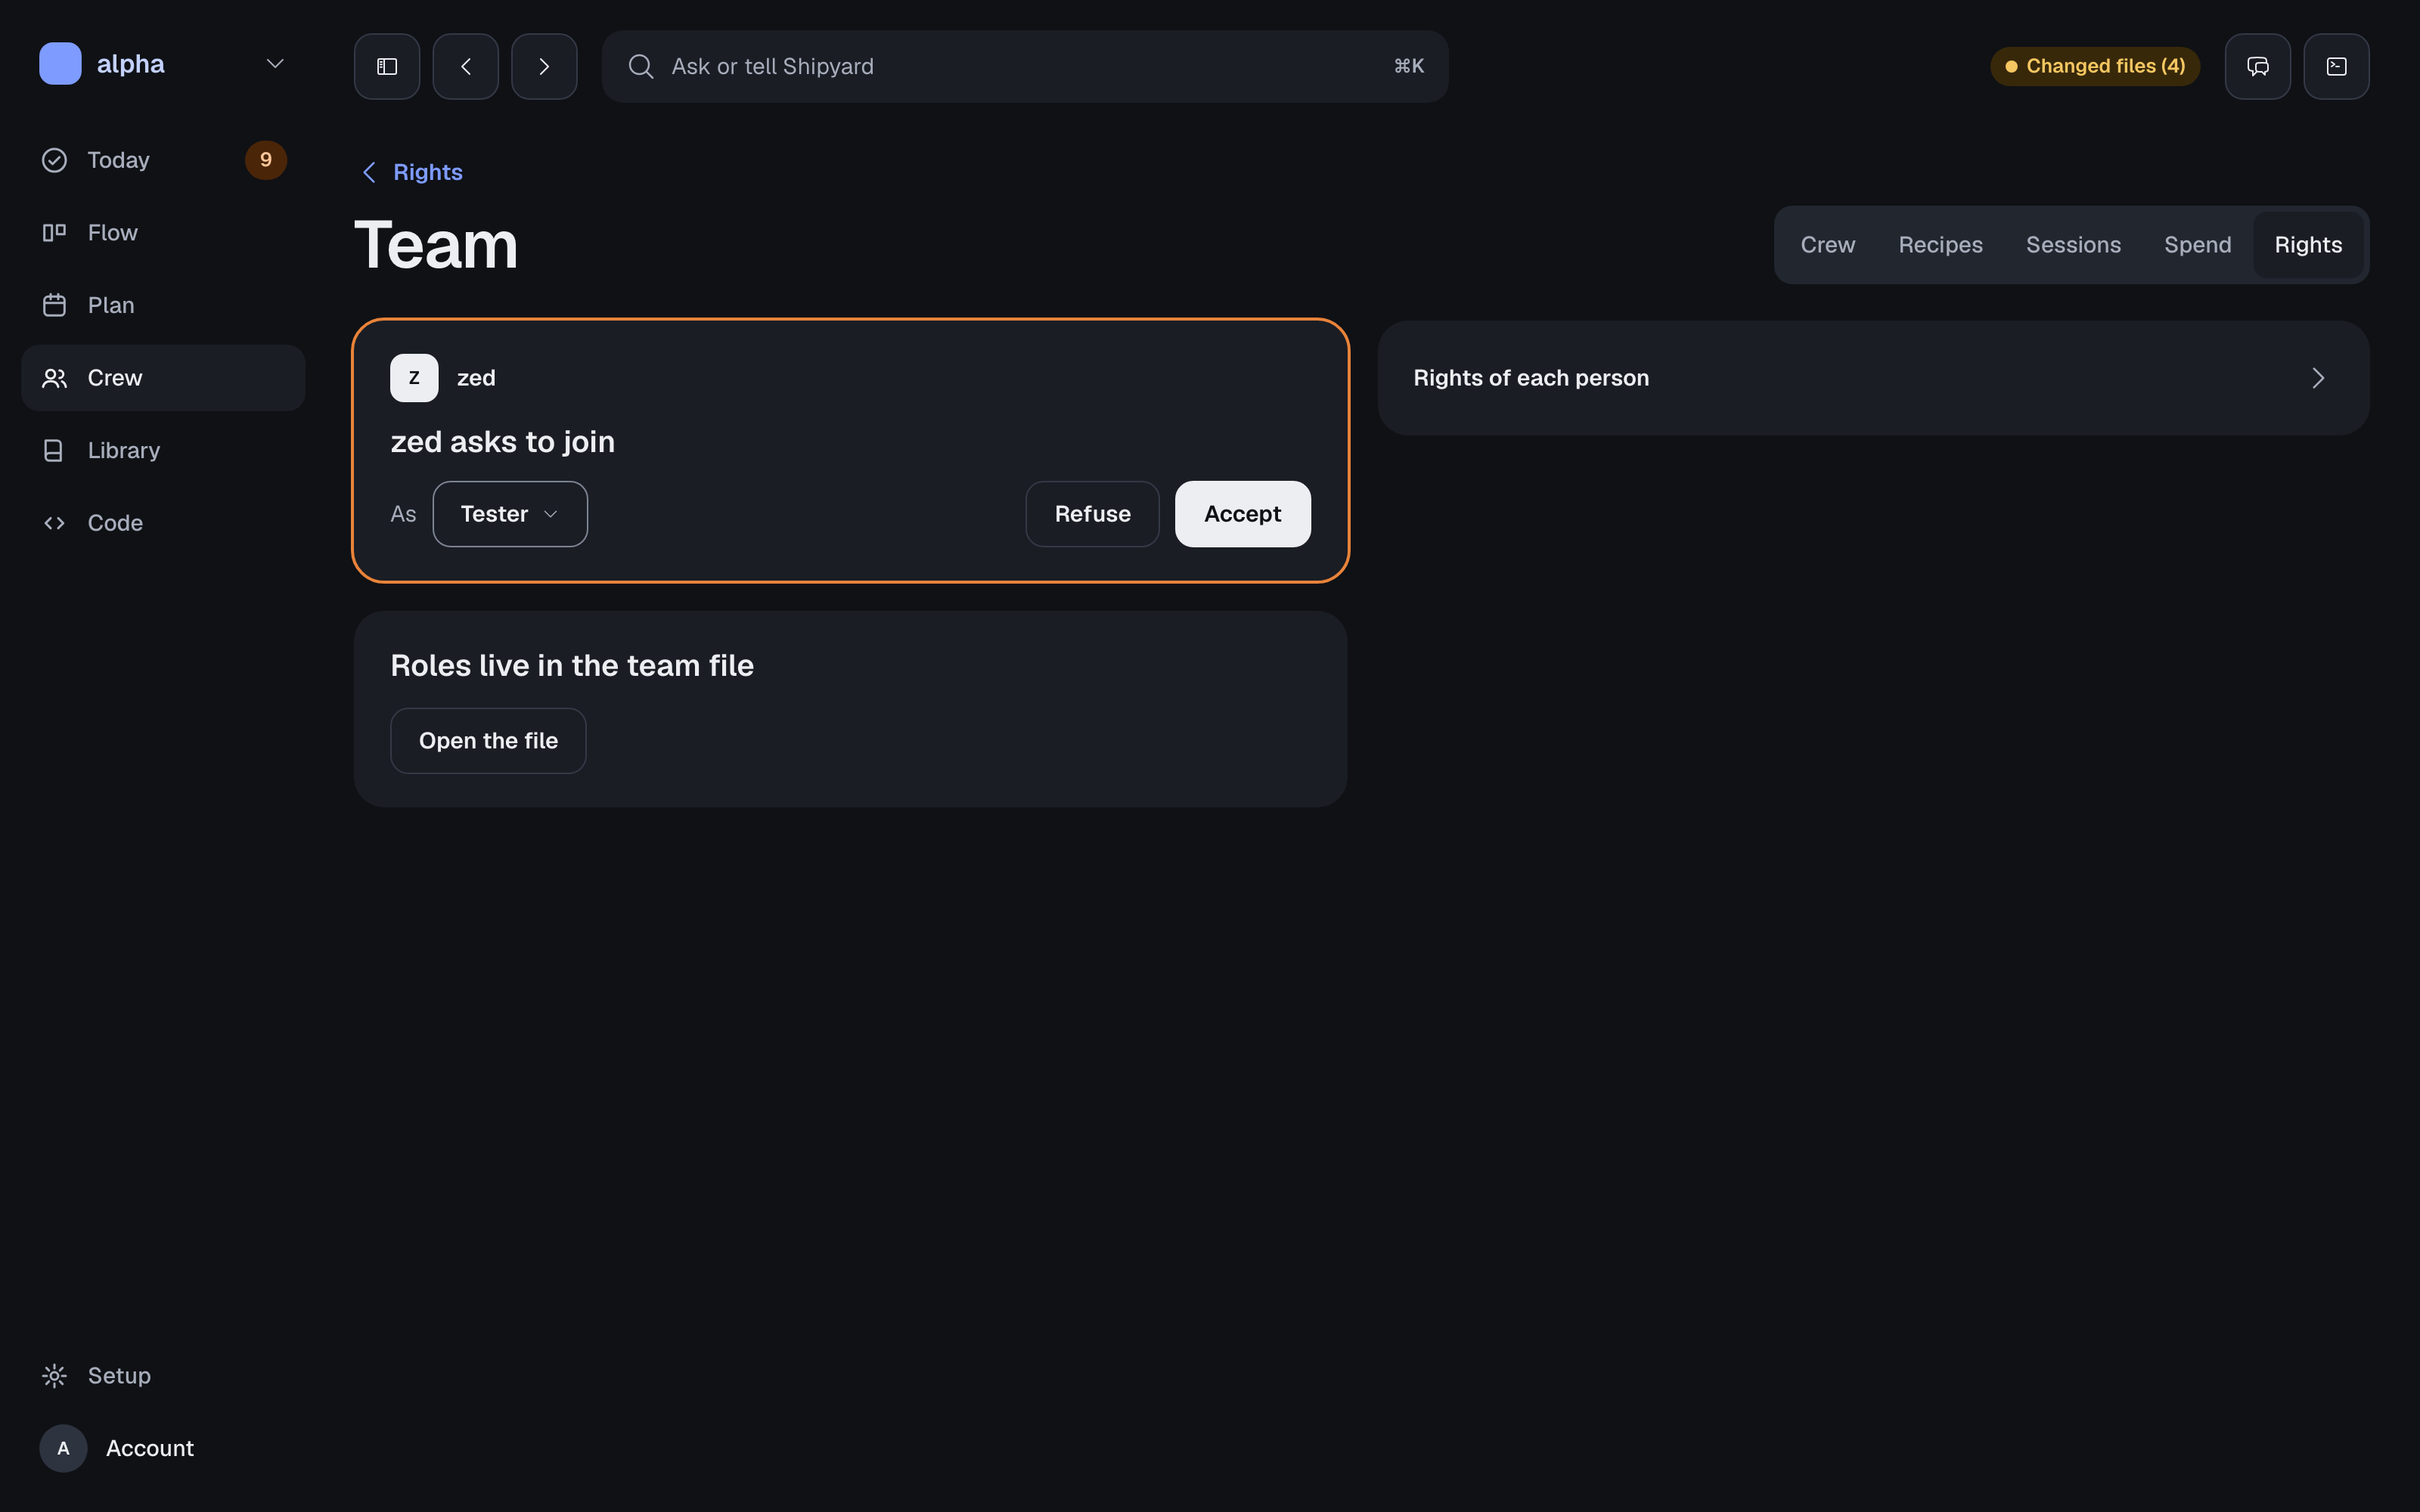 alpha
Ask or tell Shipyard
⌘K
Changed files (4)
Today
9
Flow
Plan
Crew
Library
Code
Rights
Team
Crew
Recipes
Sessions
Spend
Rights
Z
zed
zed asks to join
As
Tester
Refuse
Accept
Rights of each person
Roles live in the team file
Open the file
Setup
A
Account